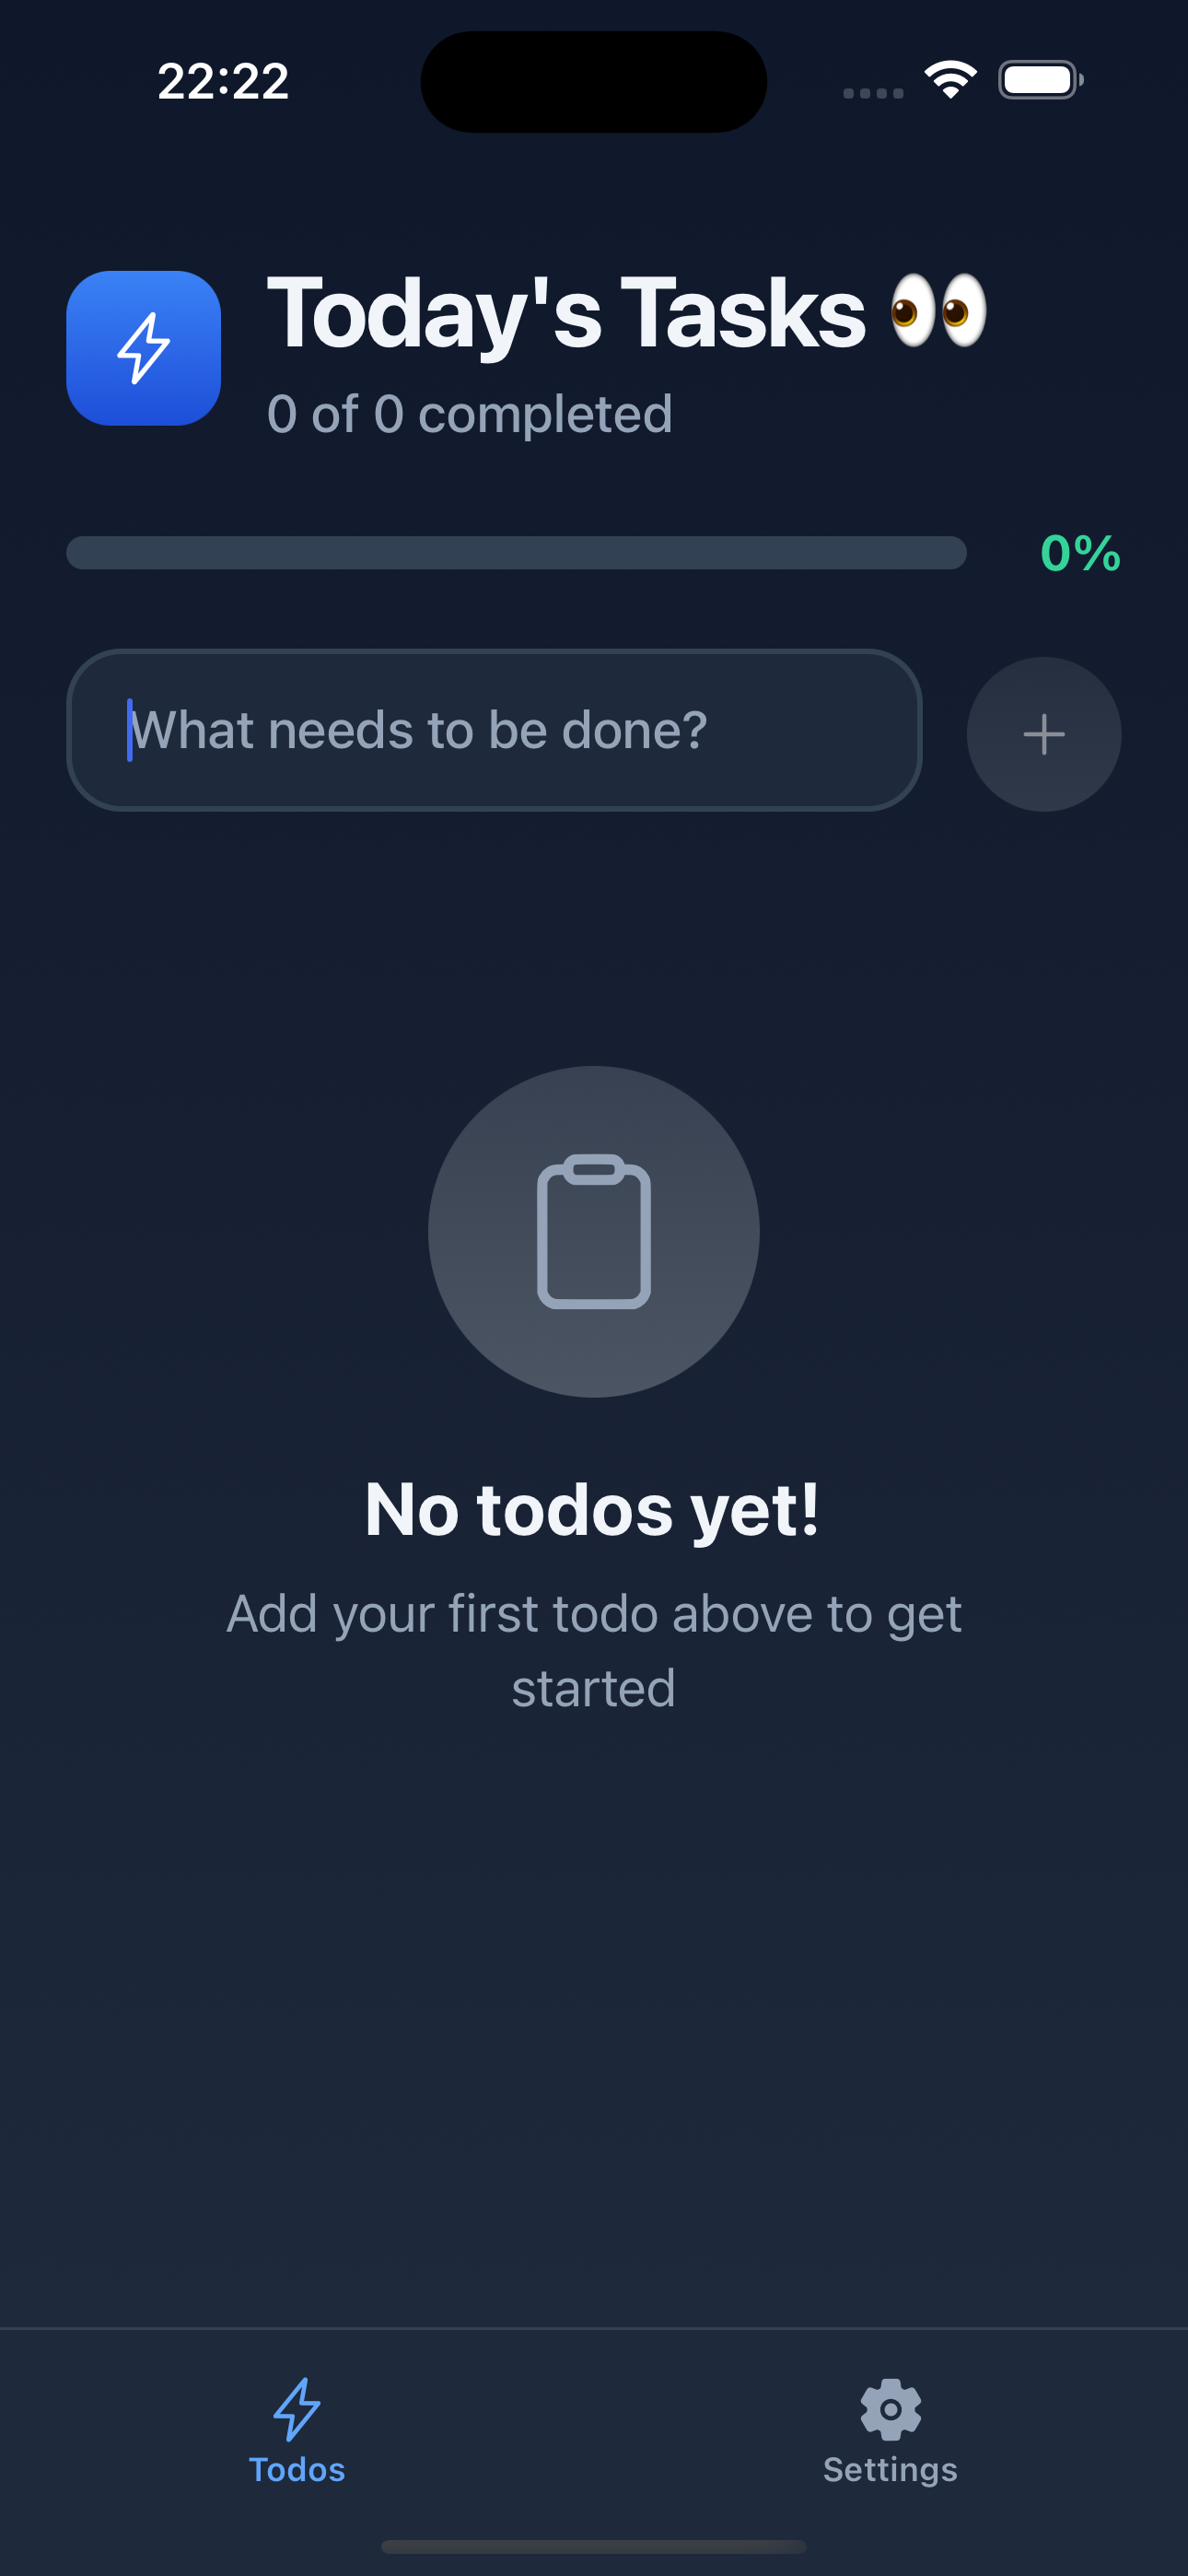 22:22
Today's Tasks 👀
0 of 0 completed
0%
What needs to be done?
No todos yet!
Add your first todo above to get
started
Todos
Settings